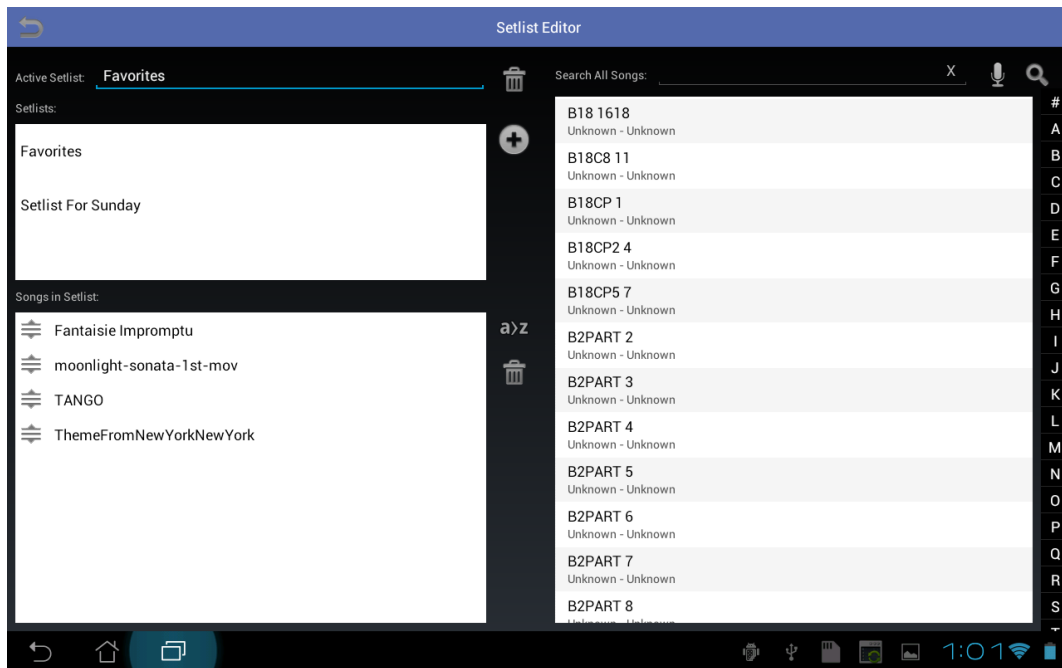 Setlist Editor
Active Setlist: Favorites
Setlists:
Favorites
Setlist For Sunday
Songs in Setlist:
Fantaisie Impromptu
moonlight-sonata-1st-mov
TANGO
ThemeFromNewYorkNewYork
a>z
Search All Songs: X
B18 1618
Unknown - Unknown
B18C8 11
Unknown - Unknown
B18CP 1
Unknown - Unknown
B18CP2 4
Unknown - Unknown
B18CP5 7
Unknown - Unknown
B2PART 2
Unknown - Unknown
B2PART 3
Unknown - Unknown
B2PART 4
Unknown - Unknown
B2PART 5
Unknown - Unknown
B2PART 6
Unknown - Unknown
B2PART 7
Unknown - Unknown
B2PART 8
#
A
B
C
D
E
F
G
H
I
J
K
L
M
N
O
P
Q
R
S
1:01